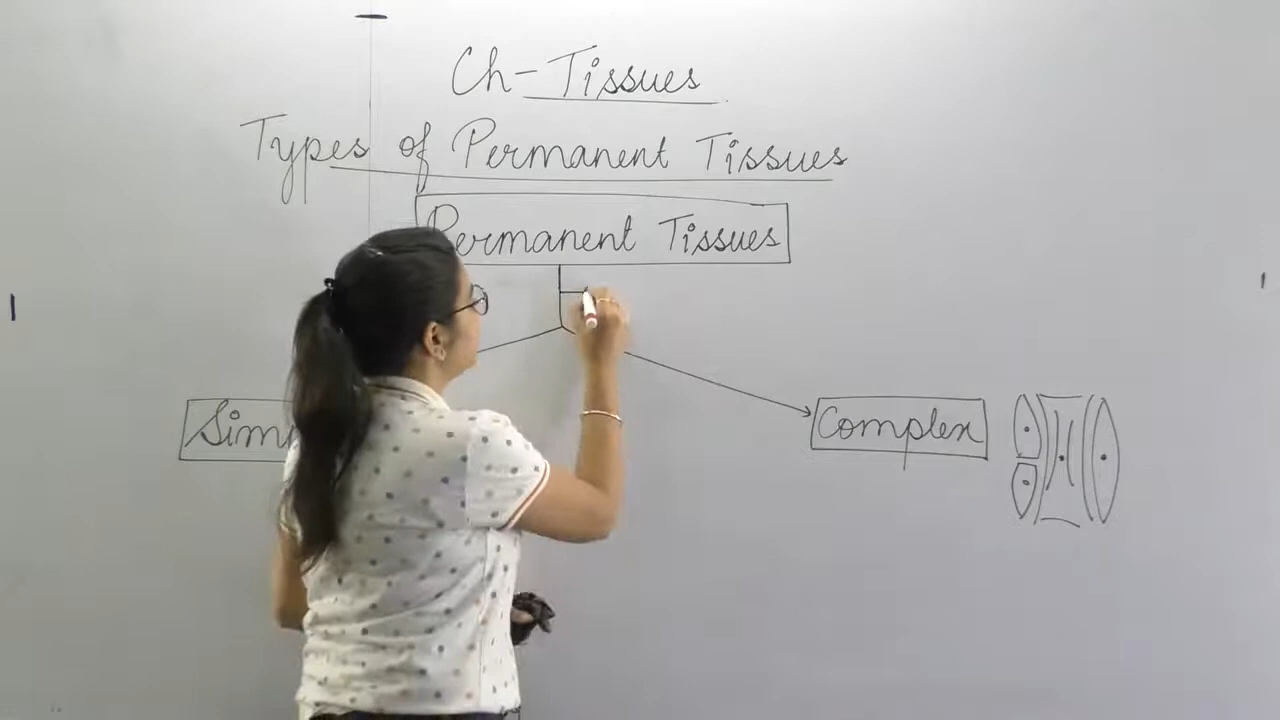 Ch-Tissues
Types of Permanent Tissues
Permanent Tissues
Complex